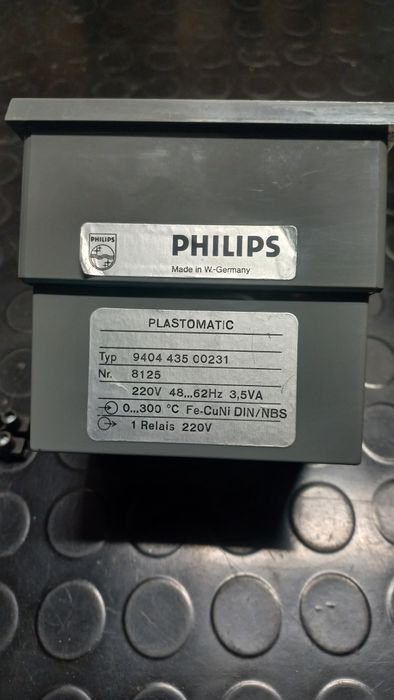 PHILIPS
PHILIPS
Made in W.-Germany
PLASTOMATIC
Typ 9404 435 00231
Nr. 8125
220V 48...62Hz 3,5VA
0...300 °C Fe-CuNi DIN/NBS
1 Relais 220V